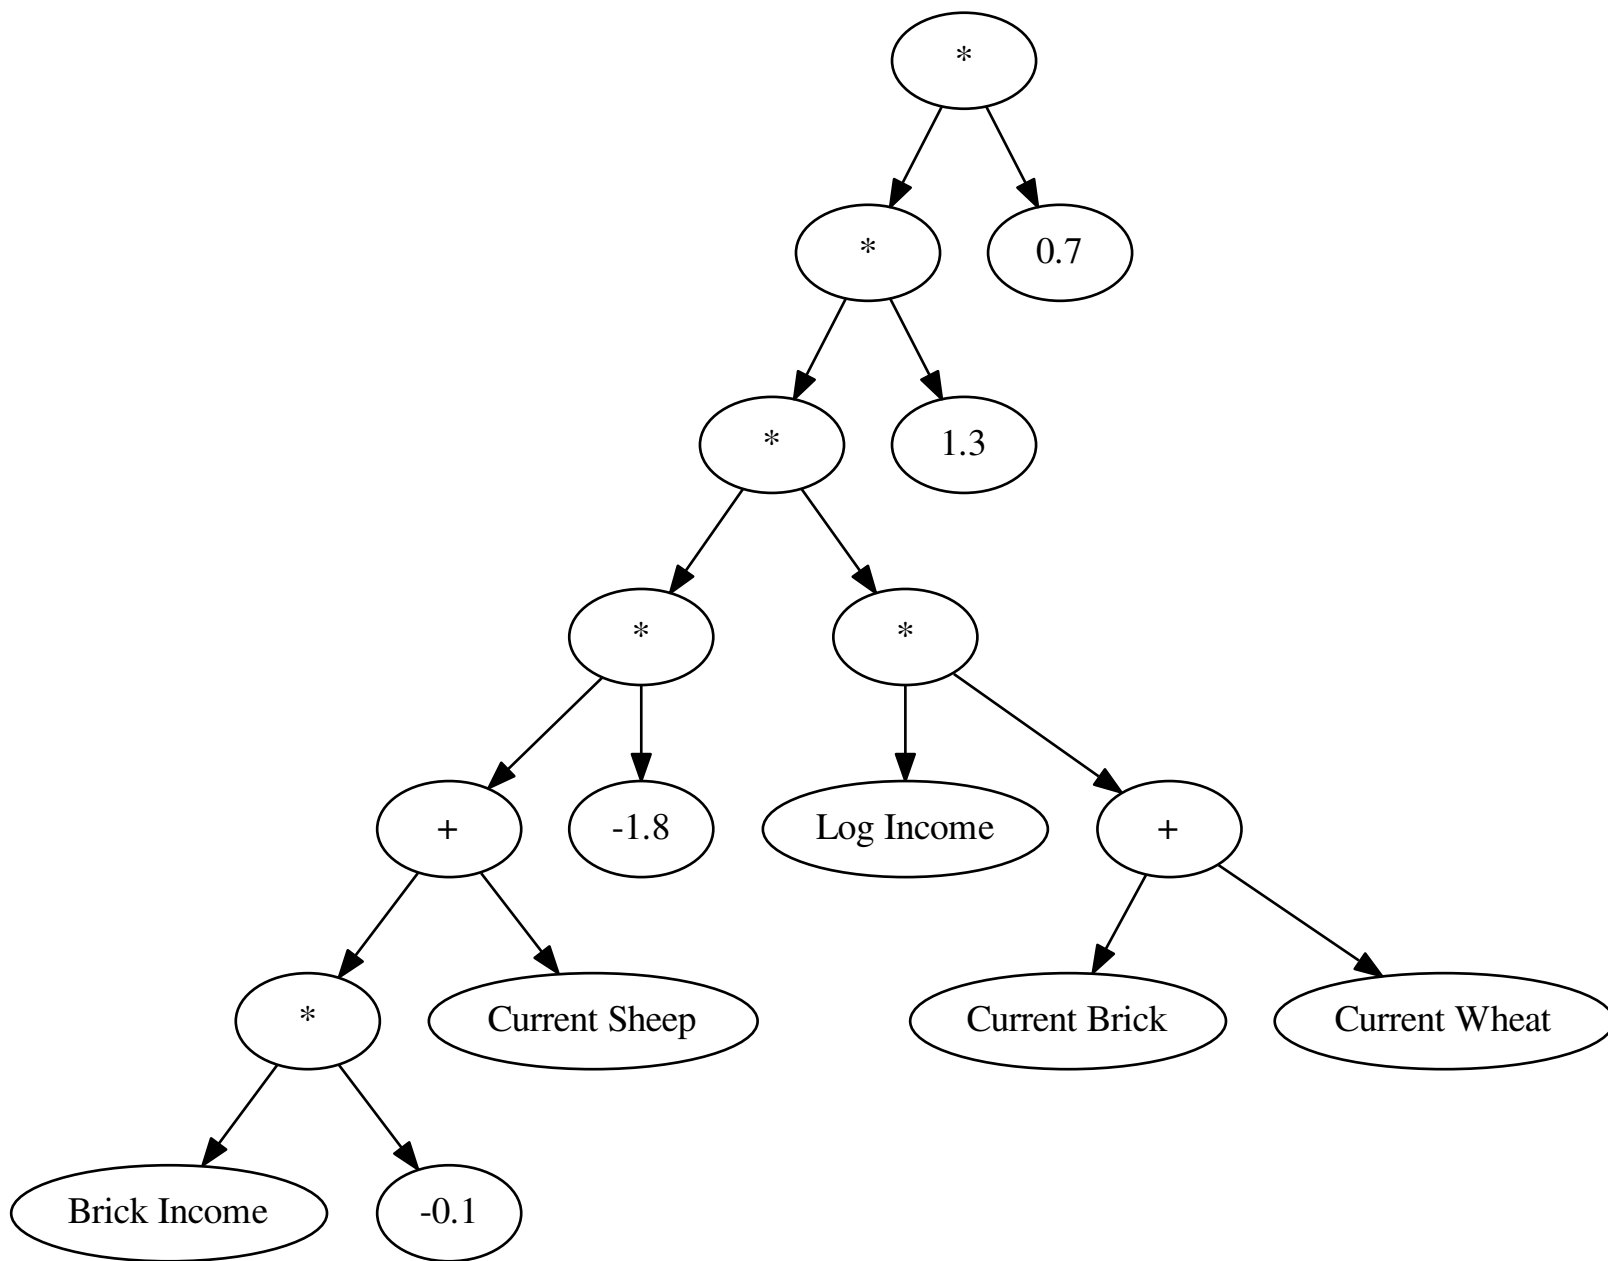 *
*
0.7
*
1.3
*
*
+
-1.8
Log Income
+
*
Current Sheep
Current Brick
Current Wheat
Brick Income
-0.1